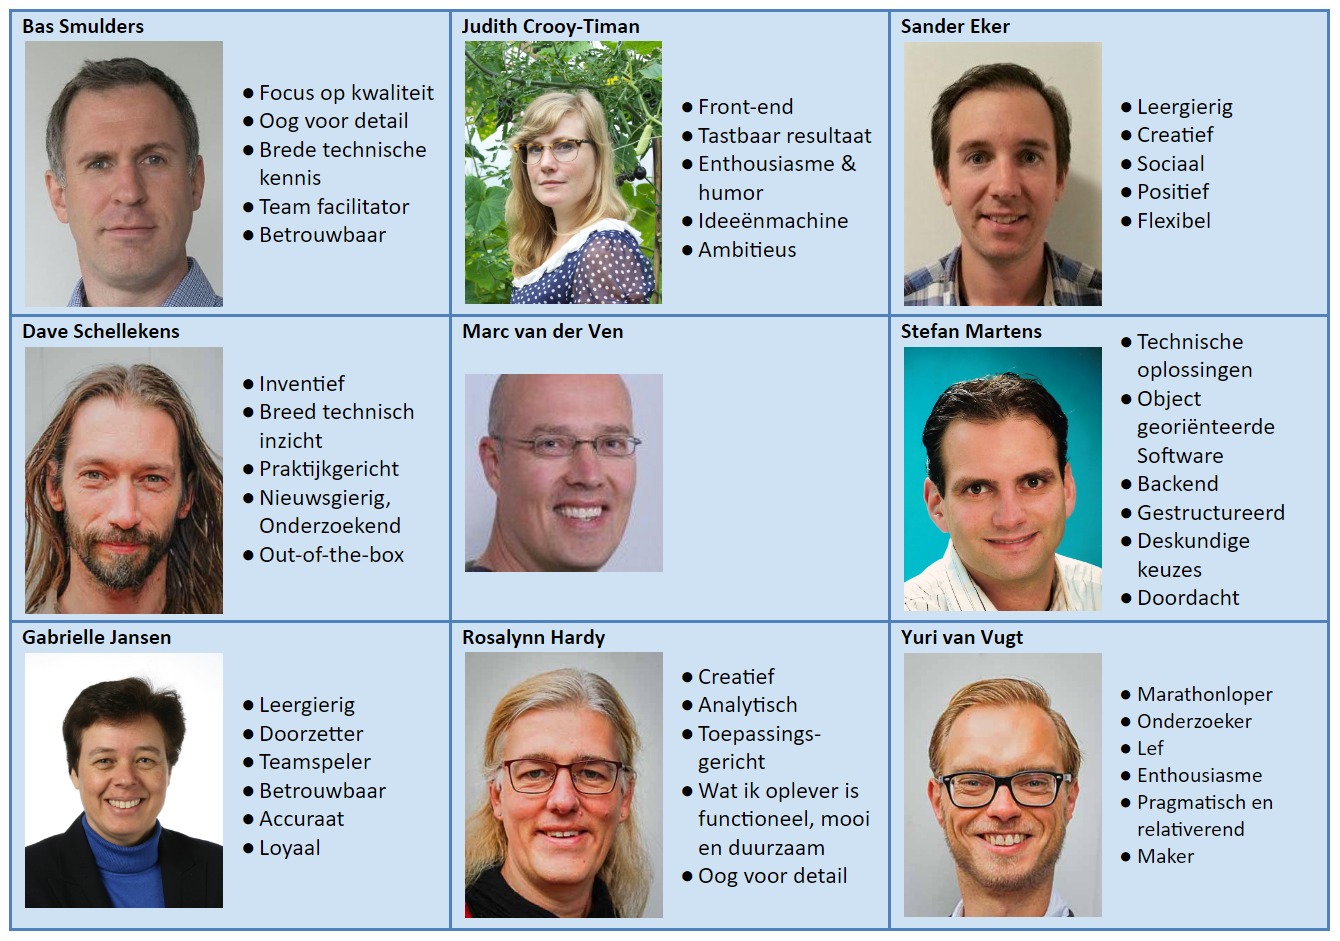 Bas Smulders
● Focus op kwaliteit
● Oog voor detail
● Brede technische
kennis
● Team facilitator
● Betrouwbaar
Judith Crooy-Timan
● Front-end
● Tastbaar resultaat
● Enthousiasme &
humor
● Ideeënmachine
● Ambitieus
Sander Eker
● Leergierig
● Creatief
● Sociaal
● Positief
● Flexibel
Dave Schellekens
● Inventief
● Breed technisch
inzicht
● Praktijkgericht
● Nieuwsgierig,
Onderzoekend
● Out-of-the-box
Marc van der Ven
Stefan Martens
● Technische
oplossingen
● Object
georiënteerde
Software
● Backend
● Gestructureerd
● Deskundige
keuzes
● Doordacht
Gabrielle Jansen
● Leergierig
● Doorzetter
● Teamspeler
● Betrouwbaar
● Accuraat
● Loyaal
Rosalynn Hardy
● Creatief
● Analytisch
● Toepassings-
gericht
● Wat ik oplever is
functioneel, mooi
en duurzaam
● Oog voor detail
Yuri van Vugt
● Marathonloper
● Onderzoeker
● Lef
● Enthousiasme
● Pragmatisch en
relativerend
● Maker